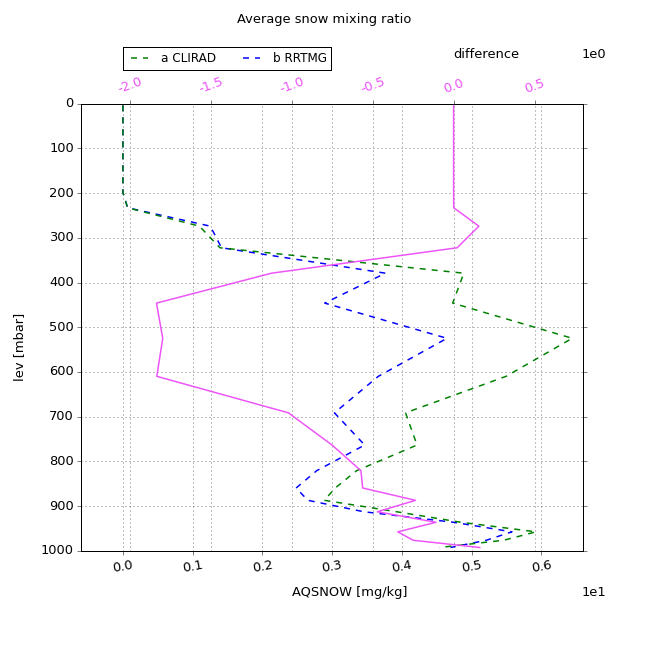 Average snow mixing ratio
a CLIRAD b RRTMG difference 1e0
-2.0 -1.5 -1.0 -0.5 0.0 0.5
0
100
200
300
400
500
600
700
800
900
1000
lev [mbar]
0.0 0.1 0.2 0.3 0.4 0.5 0.6
AQSNOW [mg/kg] 1e1